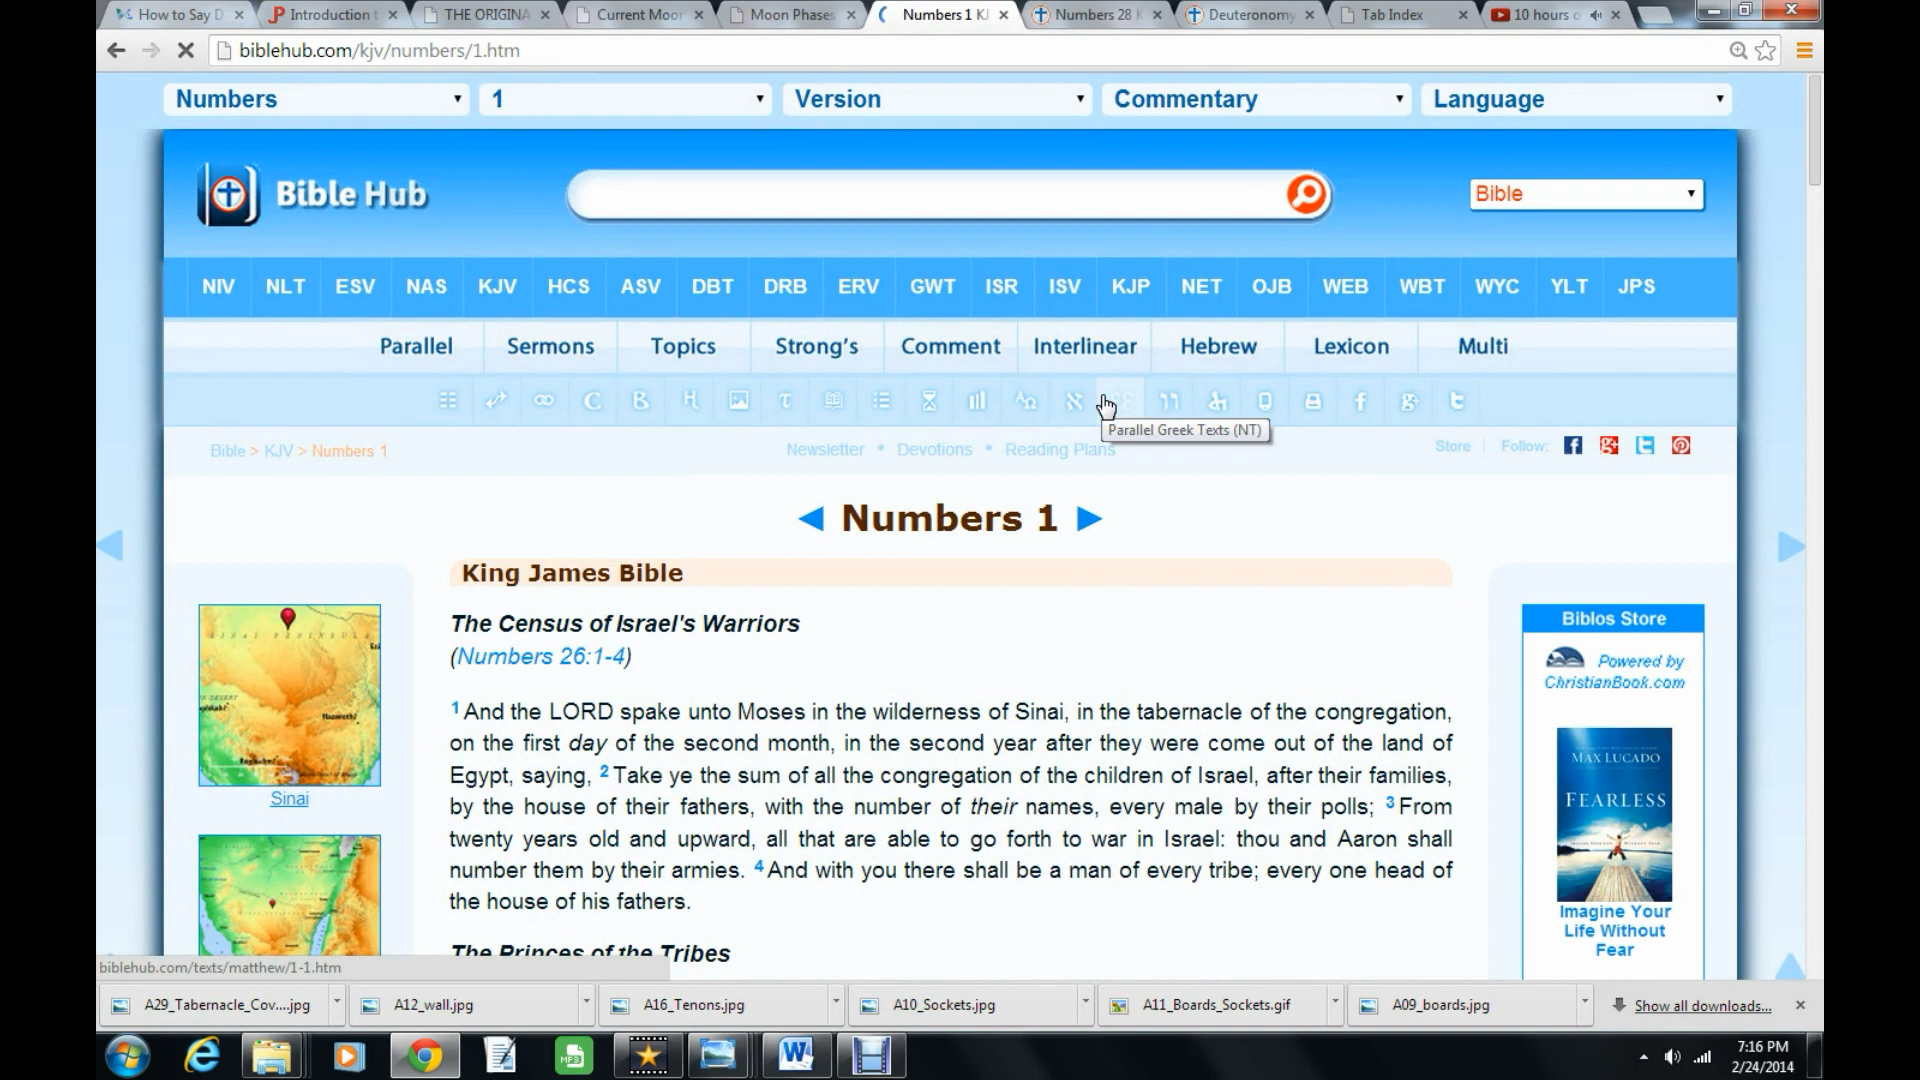 How to Say D
Introduction t
THE ORIGINA
Current Moor
Moon Phases
Numbers 1 KJ
Numbers 28 K
Deuteronomy
Tab Index
10 hours o
biblehub.com/kjv/numbers/1.htm
Numbers
1
Version
Commentary
Language
Bible Hub
Bible
NIV NLT ESV NAS KJV HCS ASV DBT DRB ERV GWT ISR ISV KJP NET OJB WEB WBT WYC YLT JPS
Parallel Sermons Topics Strong's Comment Interlinear Hebrew Lexicon Multi
Parallel Greek Texts (NT)
Bible > KJV > Numbers 1
Newsletter • Devotions • Reading Plans
Store | Follow:
Numbers 1
King James Bible
The Census of Israel's Warriors
(Numbers 26:1-4)
1 And the LORD spake unto Moses in the wilderness of Sinai, in the tabernacle of the congregation,
on the first day of the second month, in the second year after they were come out of the land of
Egypt, saying, 2 Take ye the sum of all the congregation of the children of Israel, after their families,
by the house of their fathers, with the number of their names, every male by their polls; 3 From
twenty years old and upward, all that are able to go forth to war in Israel: thou and Aaron shall
number them by their armies. 4 And with you there shall be a man of every tribe; every one head of
the house of his fathers.
The Princes of the Tribes
Sinai
Biblos Store
Powered by
ChristianBook.com
MAX LUCADO
FEARLESS
Imagine Your
Life Without
Fear
biblehub.com/texts/matthew/1-1.htm
A29_Tabernacle_Cov....jpg
A12_wall.jpg
A16_Tenons.jpg
A10_Sockets.jpg
A11_Boards_Sockets.gif
A09_boards.jpg
Show all downloads...
MP3
7:16 PM
2/24/2014